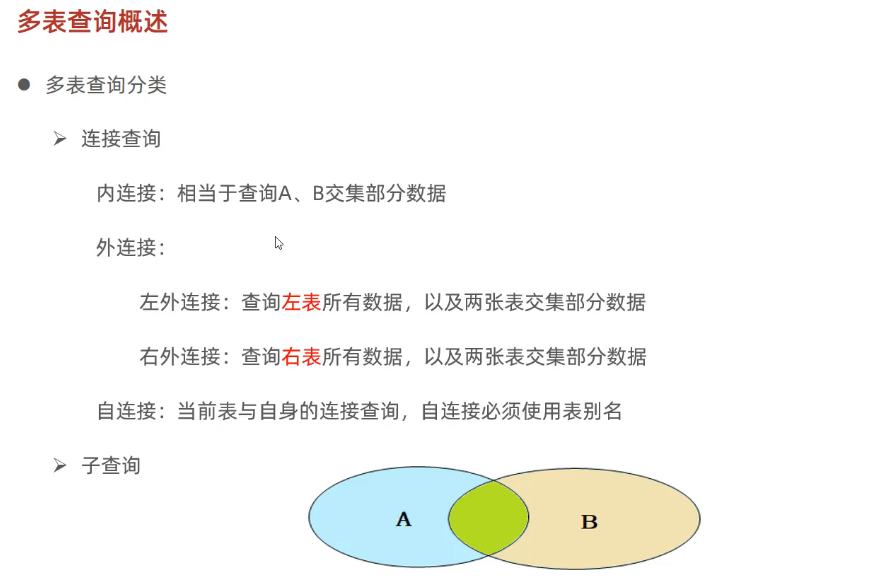 多表查询概述
● 多表查询分类
➢ 连接查询
内连接：相当于查询A、B交集部分数据
外连接：
左外连接：查询左表所有数据，以及两张表交集部分数据
右外连接：查询右表所有数据，以及两张表交集部分数据
自连接：当前表与自身的连接查询，自连接必须使用表别名
➢ 子查询
A
B